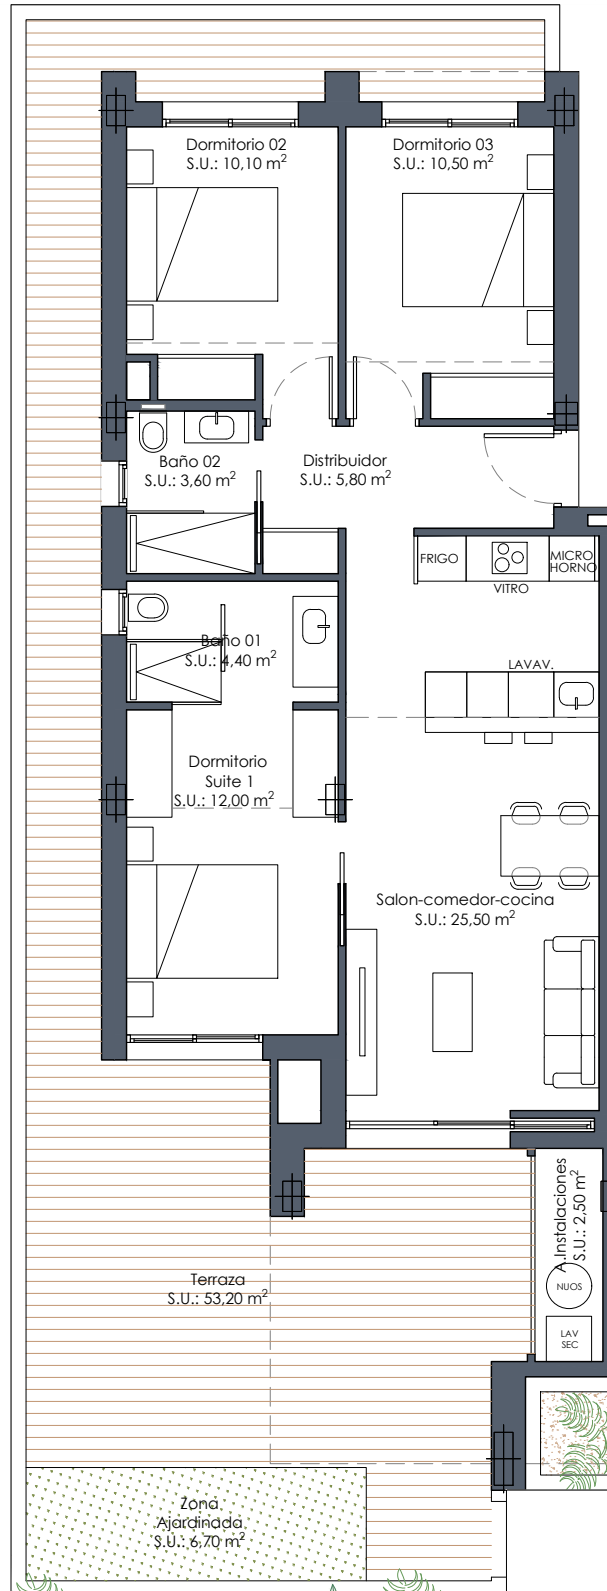 Dormitorio 02
S.U.: 10,10 m²
Dormitorio 03
S.U.: 10,50 m²
Baño 02
S.U.: 3,60 m²
Distribuidor
S.U.: 5,80 m²
FRIGO
VITRO
MICRO
HORNO
Baño 01
S.U.: 4,40 m²
LAVAV.
Dormitorio
Suite 1
S.U.: 12,00 m²
Salon-comedor-cocina
S.U.: 25,50 m²
A.Instalaciones
S.U.: 2,50 m²
NUOS
LAV
SEC
Terraza
S.U.: 53,20 m²
Zona
Ajardinada
S.U.: 6,70 m²